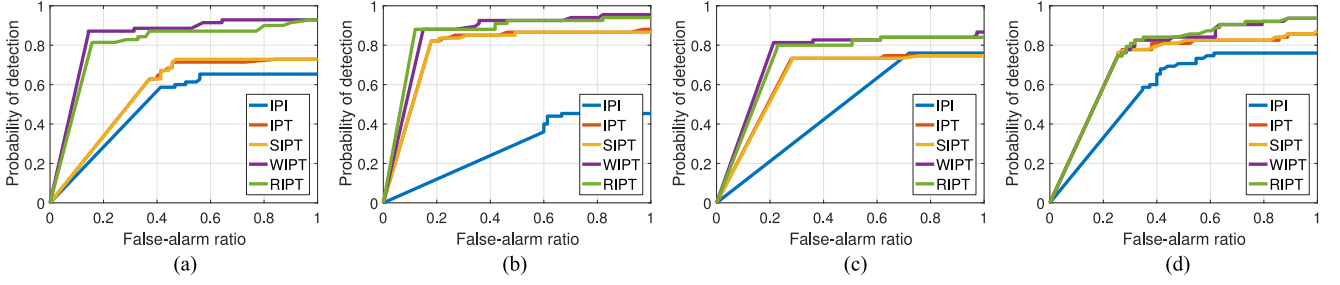 Probability of detection
1
0.8
0.6
0.4
0.2
0
0 0.2 0.4 0.6 0.8 1
False-alarm ratio
IPI
IPT
SIPT
WIPT
RIPT
(a)
Probability of detection
1
0.8
0.6
0.4
0.2
0
0 0.2 0.4 0.6 0.8 1
False-alarm ratio
IPI
IPT
SIPT
WIPT
RIPT
(b)
Probability of detection
1
0.8
0.6
0.4
0.2
0
0 0.2 0.4 0.6 0.8 1
False-alarm ratio
IPI
IPT
SIPT
WIPT
RIPT
(c)
Probability of detection
1
0.8
0.6
0.4
0.2
0
0 0.2 0.4 0.6 0.8 1
False-alarm ratio
IPI
IPT
SIPT
WIPT
RIPT
(d)